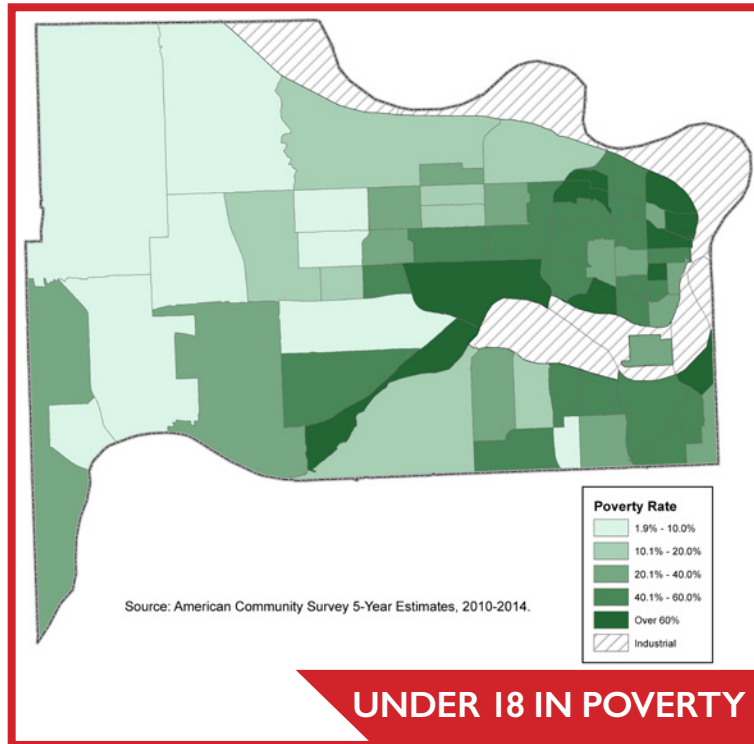 Poverty Rate
1.9% - 10.0%
10.1% - 20.0%
20.1% - 40.0%
40.1% - 60.0%
Over 60%
Industrial
Source: American Community Survey 5-Year Estimates, 2010-2014.
UNDER 18 IN POVERTY